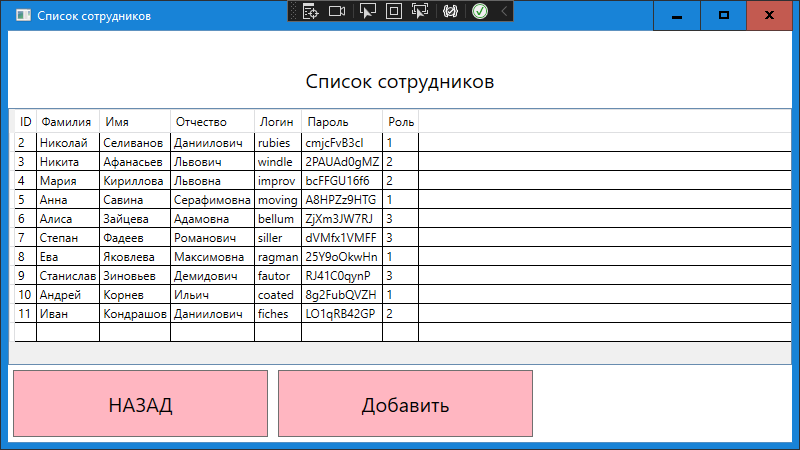 Список сотрудников
Список сотрудников
ID Фамилия Имя Отчество Логин Пароль Роль
2 Николай Селиванов Даниилович rubies cmjcFvB3cl 1
3 Никита Афанасьев Львович windle 2PAUAd0gMZ 2
4 Мария Кириллова Львовна improv bcFFGU16f6 2
5 Анна Савина Серафимовна moving A8HPZz9HTG 1
6 Алиса Зайцева Адамовна bellum ZjXm3JW7RJ 3
7 Степан Фадеев Романович siller dVMfx1VMFF 3
8 Ева Яковлева Максимовна ragman 25Y9oOkwHn 1
9 Станислав Зиновьев Демидович fautor RJ41C0qynP 3
10 Андрей Корнев Ильич coated 8g2FubQVZH 1
11 Иван Кондрашов Даниилович fiches LO1qRB42GP 2
НАЗАД Добавить